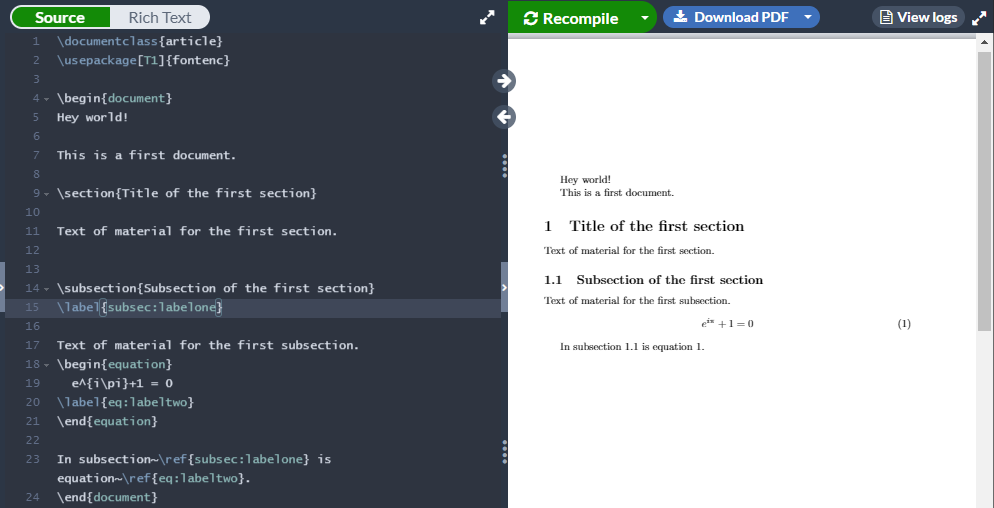 Source Rich Text
Recompile Download PDF View logs
1 \documentclass{article}
2 \usepackage[T1]{fontenc}
3
4 \begin{document}
5 Hey world!
6
7 This is a first document.
8
9 \section{Title of the first section}
10
11 Text of material for the first section.
12
13
14 \subsection{Subsection of the first section}
15 \label{subsec:labelone}
16
17 Text of material for the first subsection.
18 \begin{equation}
19 e^{i\pi}+1 = 0
20 \label{eq:labeltwo}
21 \end{equation}
22
23 In subsection~\ref{subsec:labelone} is
equation~\ref{eq:labeltwo}.
24 \end{document}
Hey world!
This is a first document.
1 Title of the first section
Text of material for the first section.
1.1 Subsection of the first section
Text of material for the first subsection.
e^{iπ} + 1 = 0 (1)
In subsection 1.1 is equation 1.